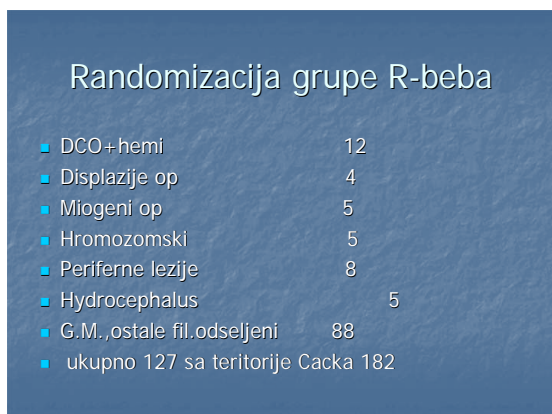 Randomizacija grupe R-beba
DCO+hemi 12
Displazije op 4
Miogeni op 5
Hromozomski 5
Periferne lezije 8
Hydrocephalus 5
G.M.,ostale fil.odseljeni 88
ukupno 127 sa teritorije Cacka 182